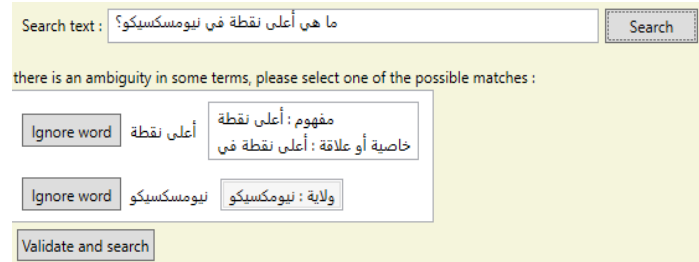 Search text : ما هي أعلى نقطة في نيومسكسيكو؟ Search
there is an ambiguity in some terms, please select one of the possible matches :
مفهوم : أعلى نقطة
Ignore word أعلى نقطة
خاصية أو علاقة : أعلى نقطة في
Ignore word نيومسكسيكو ولاية : نيومكسيكو
Validate and search